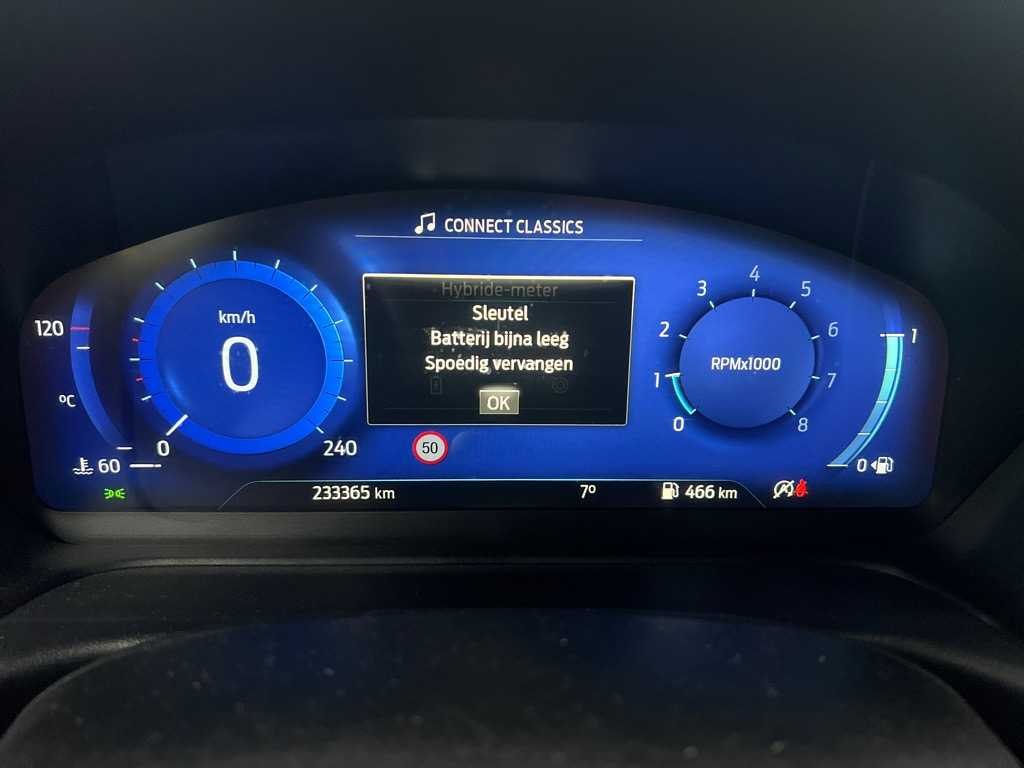 CONNECT CLASSICS
km/h
0
0
240
120
°C
60
Hybride-meter
Sleutel
Batterij bijna leeg
Spoedig vervangen
OK
50
0
1
2
3
4
5
6
7
8
RPMx1000
1
0
233365 km
7°
466 km